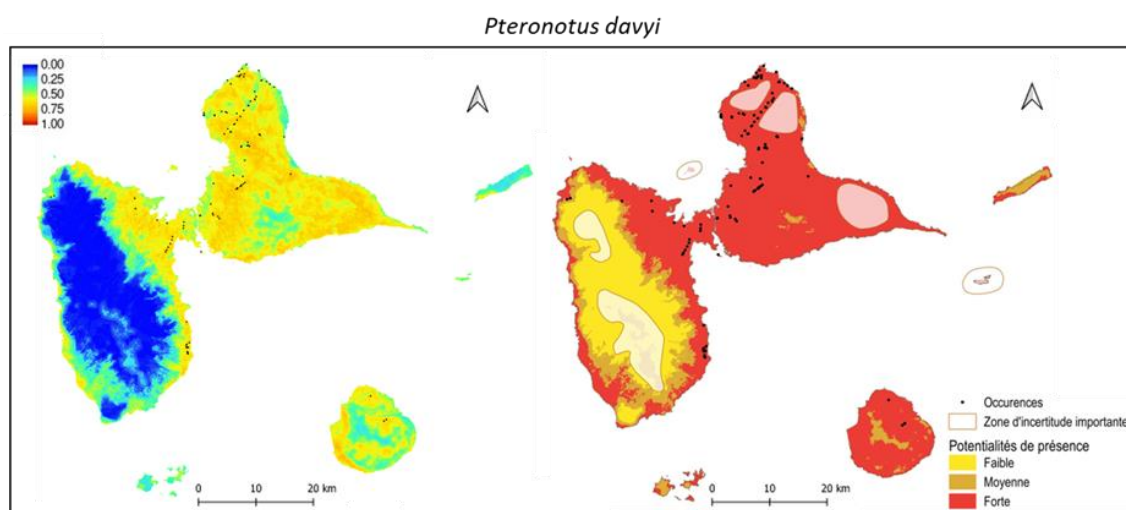 Pteronotus davyi
0.00
0.25
0.50
0.75
1.00
0 10 20 km
Occurences
Zone d'incertitude importante
Potentialités de présence
Faible
Moyenne
Forte
0 10 20 km